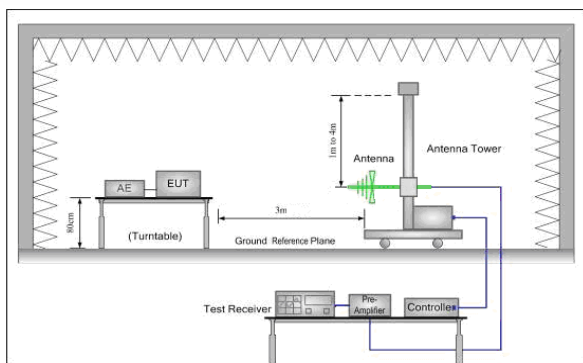 1m to 4m
Antenna
Antenna Tower
AE
EUT
80cm
(Turntable)
3m
Ground Reference Plane
Test Receiver
Pre-
Amplifier
Controller